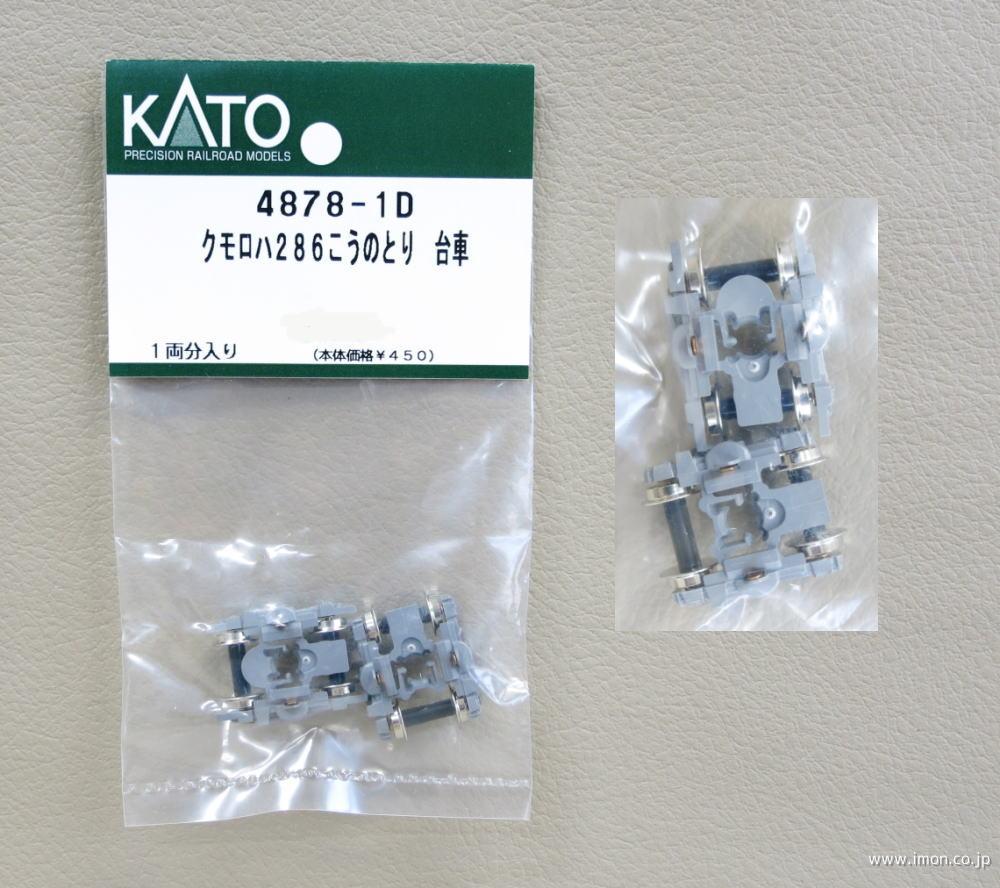 KATO
PRECISION RAILROAD MODELS
4878-1D
クモロハ286こうのとり 台車
1両分入り (本体価格¥450)
www.imon.co.jp